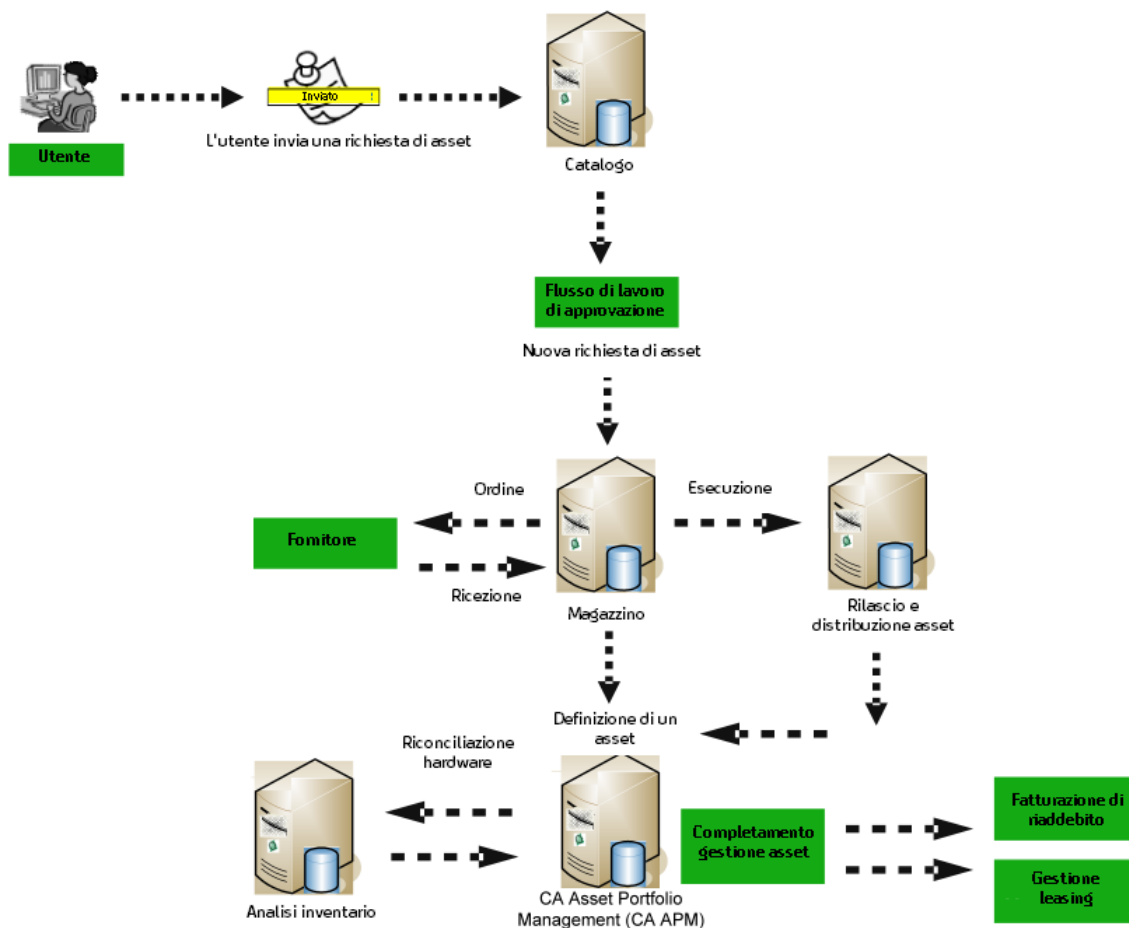 Inviato
Utente
L'utente invia una richiesta di asset
Catalogo
Flusso di lavoro
di approvazione
Nuova richiesta di asset
Ordine
Esecuzione
Fornitore
Ricezione
Magazzino
Rilascio e
distribuzione asset
Definizione di un
asset
Riconciliazione
hardware
Completamento
gestione asset
Fatturazione di
riaddebito
Gestione
leasing
Analisi inventario
CA Asset Portfolio
Management (CA APM)